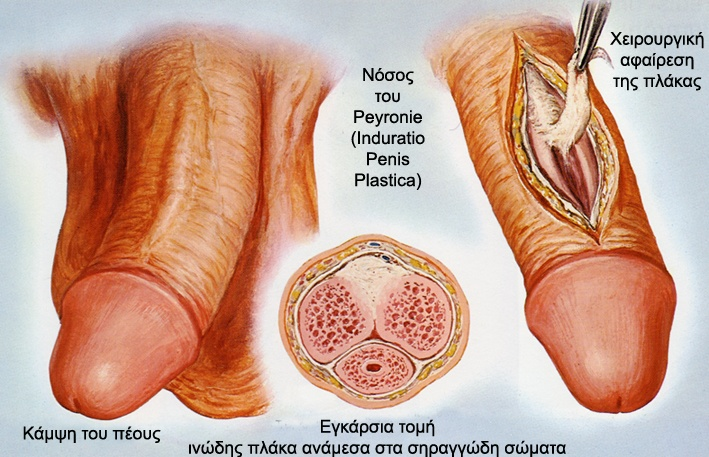 Νόσος
του
Peyronie
(Induratio
Penis
Plastica)
Χειρουργική
αφαίρεση
της πλάκας
Κάμψη του πέους
Εγκάρσια τομή
ινώδης πλάκα ανάμεσα στα σηραγγώδη σώματα